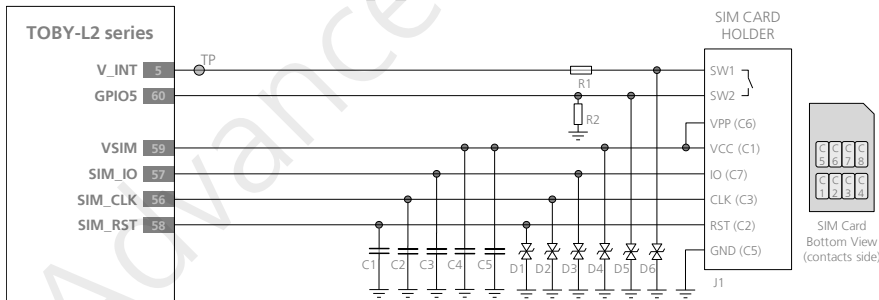 SIM CARD
HOLDER
TOBY-L2 series
TP
V_INT 5
R1
SW1
GPIO5 60
SW2
R2
VPP (C6)
VSIM 59
VCC (C1)
SIM_IO 57
IO (C7)
SIM_CLK 56
CLK (C3)
SIM_RST 58
RST (C2)
C1 C2 C3 C4 C5 D1 D2 D3 D4 D5 D6
GND (C5)
J1
C5 C6 C7 C8
C1 C2 C3 C4
SIM Card
Bottom View
(contacts side)
Advance